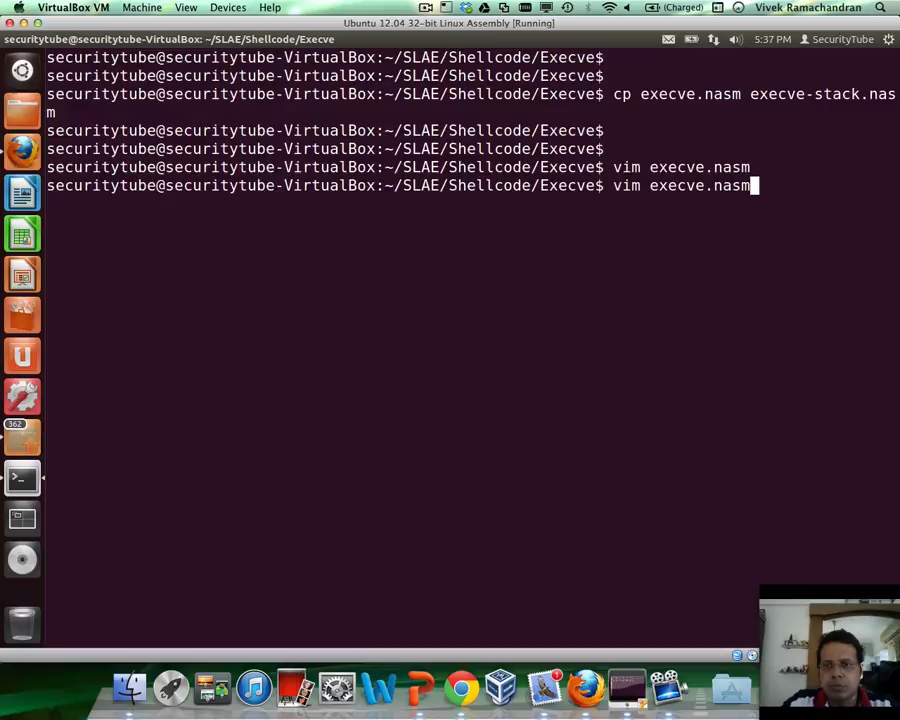 VirtualBox VM Machine View Devices Help (Charged) Vivek Ramachandran
Ubuntu 12.04 32-bit Linux Assembly [Running]
securitytube@securitytube-VirtualBox: ~/SLAE/Shellcode/Execve 5:37 PM SecurityTube
securitytube@securitytube-VirtualBox:~/SLAE/Shellcode/Execve$
securitytube@securitytube-VirtualBox:~/SLAE/Shellcode/Execve$
securitytube@securitytube-VirtualBox:~/SLAE/Shellcode/Execve$ cp execve.nasm execve-stack.nas
m
securitytube@securitytube-VirtualBox:~/SLAE/Shellcode/Execve$
securitytube@securitytube-VirtualBox:~/SLAE/Shellcode/Execve$
securitytube@securitytube-VirtualBox:~/SLAE/Shellcode/Execve$ vim execve.nasm
securitytube@securitytube-VirtualBox:~/SLAE/Shellcode/Execve$ vim execve.nasm
362
1